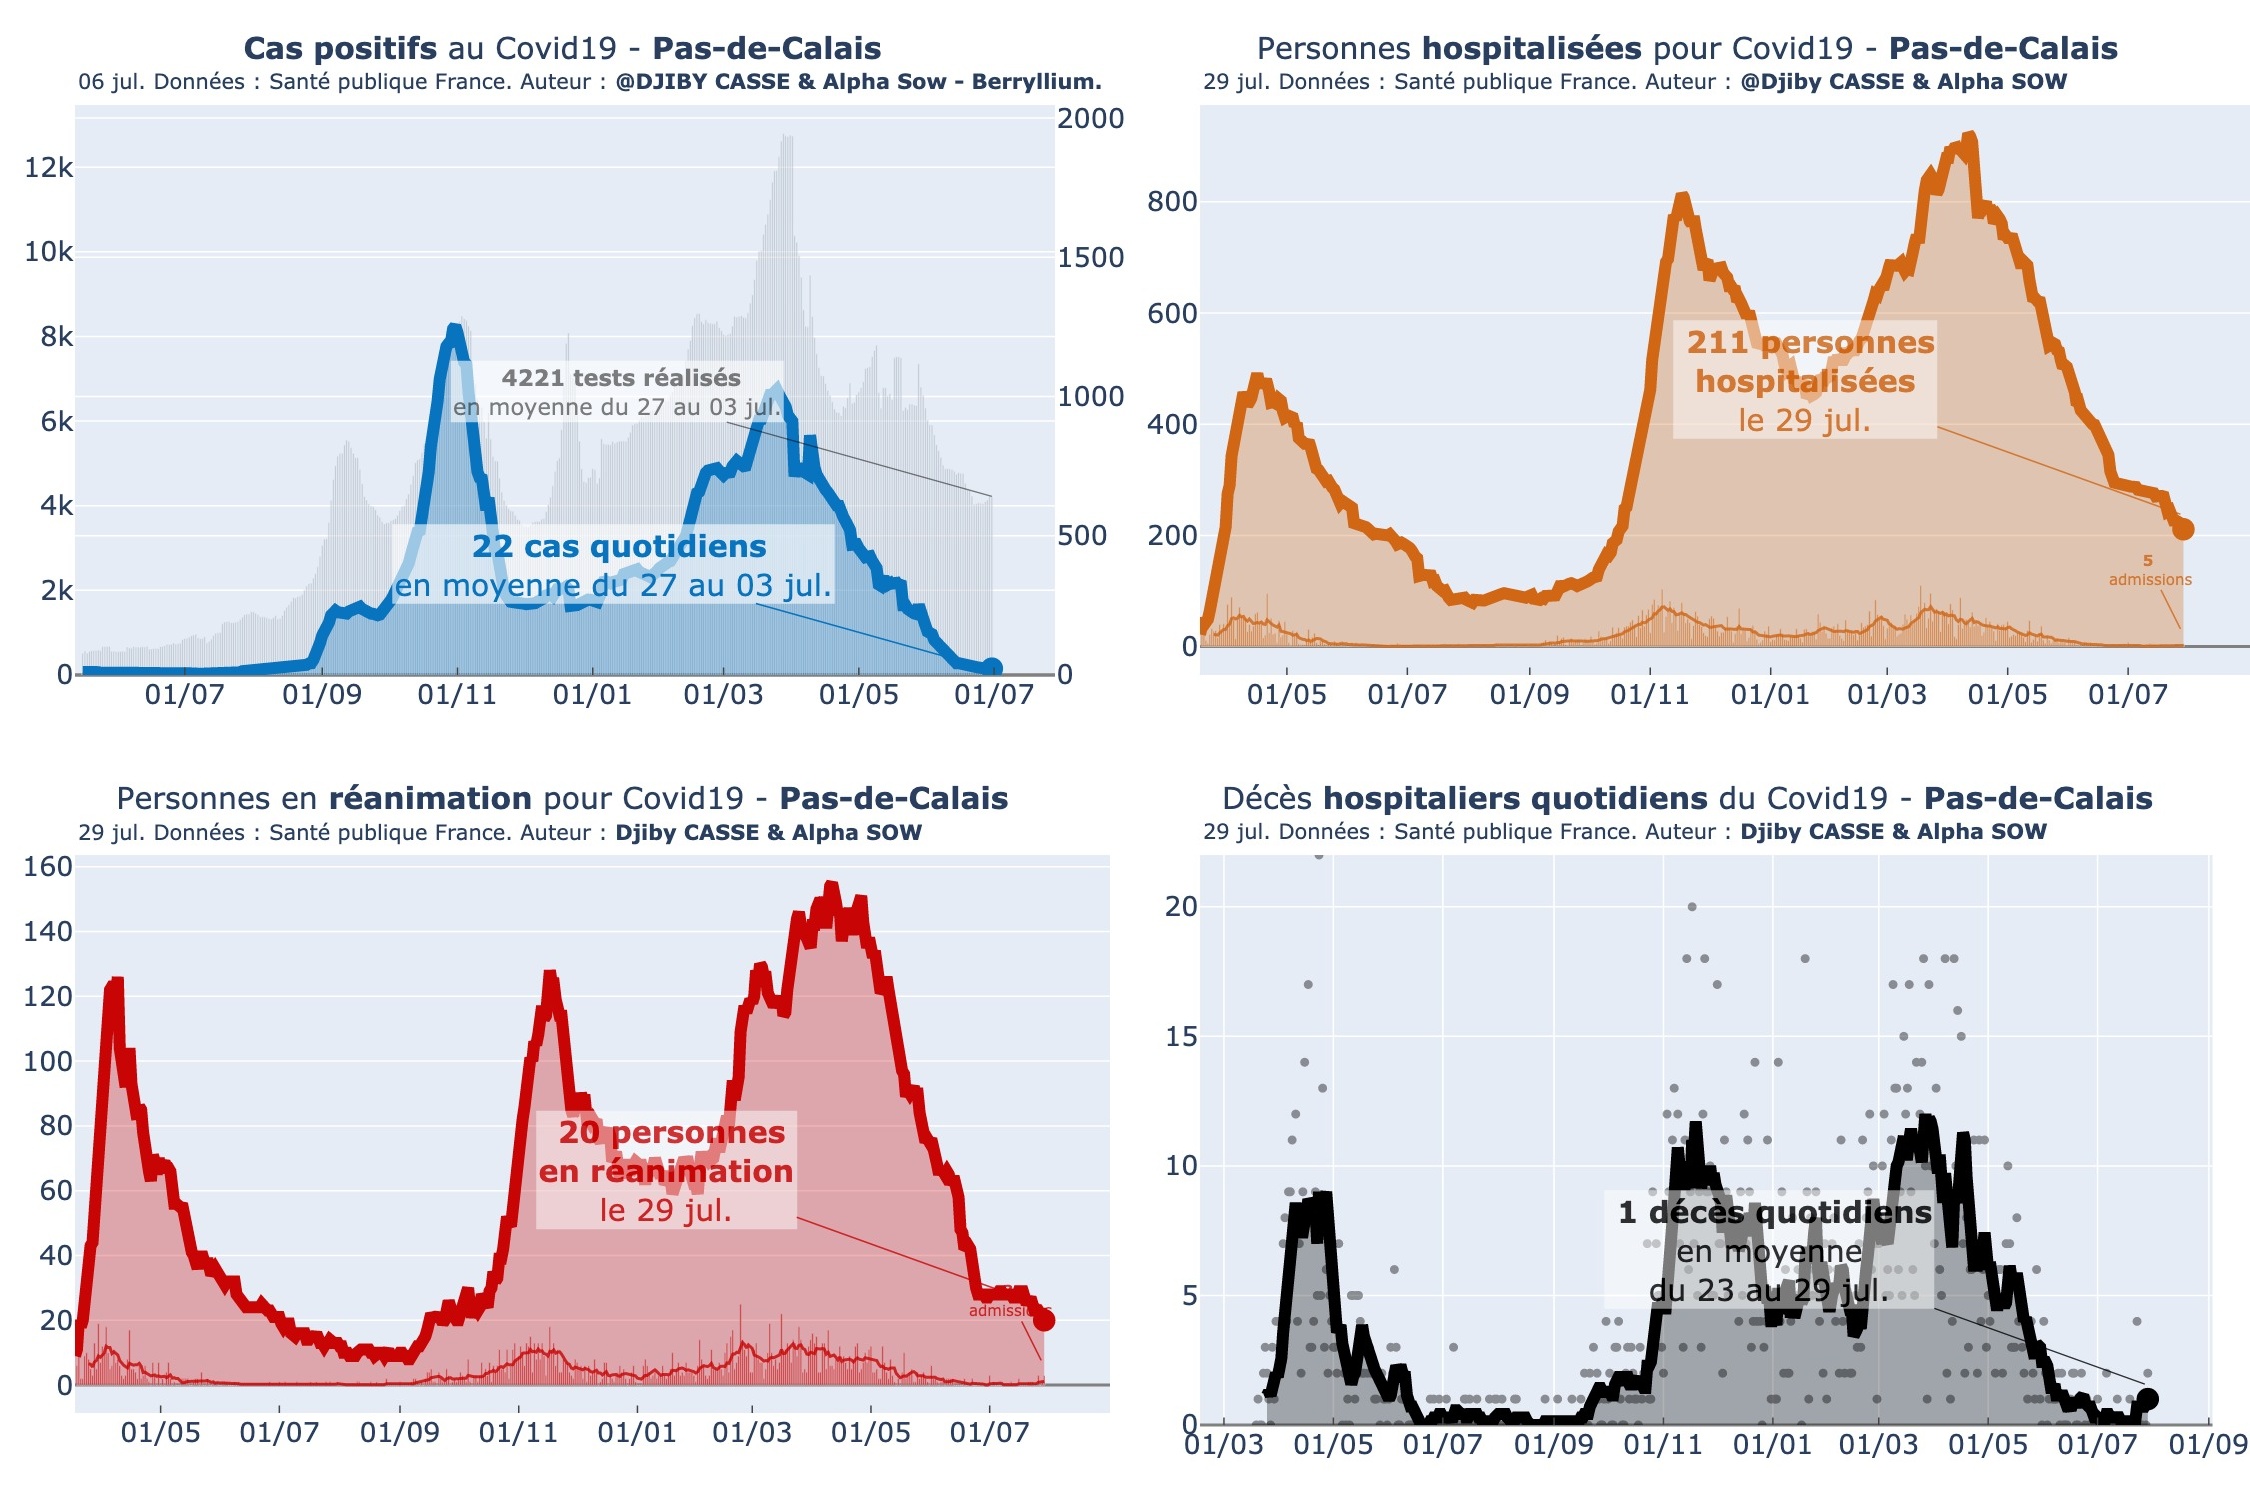 Cas positifs au Covid19 - Pas-de-Calais
06 jul. Données : Santé publique France. Auteur : @DJIBY CASSE & Alpha Sow - Berryllium.
2000
12k
10k
1500
8k
4221 tests réalisés
en moyenne du 27 au 03 jul.
1000
6k
4k
22 cas quotidiens
en moyenne du 27 au 03 jul.
500
2k
0
0
01/07 01/09 01/11 01/01 01/03 01/05 01/07
Personnes hospitalisées pour Covid19 - Pas-de-Calais
29 jul. Données : Santé publique France. Auteur : @Djiby CASSE & Alpha SOW
800
600
211 personnes
hospitalisées
le 29 jul.
400
200
5
admissions
0
01/05 01/07 01/09 01/11 01/01 01/03 01/05 01/07
Personnes en réanimation pour Covid19 - Pas-de-Calais
29 jul. Données : Santé publique France. Auteur : Djiby CASSE & Alpha SOW
160
140
120
100
80
20 personnes
en réanimation
le 29 jul.
60
40
20
admissions
0
01/05 01/07 01/09 01/11 01/01 01/03 01/05 01/07
Décès hospitaliers quotidiens du Covid19 - Pas-de-Calais
29 jul. Données : Santé publique France. Auteur : Djiby CASSE & Alpha SOW
20
15
10
1 décès quotidiens
en moyenne
du 23 au 29 jul.
5
0
01/03 01/05 01/07 01/09 01/11 01/01 01/03 01/05 01/07 01/09